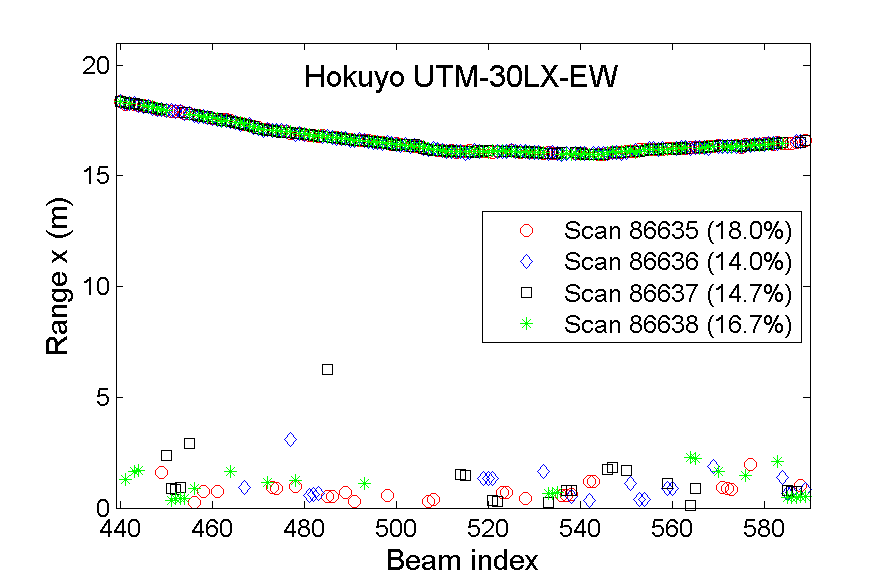 Hokuyo UTM-30LX-EW
20
15
10
5
0
Range x (m)
Scan 86635 (18.0%)
Scan 86636 (14.0%)
Scan 86637 (14.7%)
Scan 86638 (16.7%)
440 460 480 500 520 540 560 580
Beam index